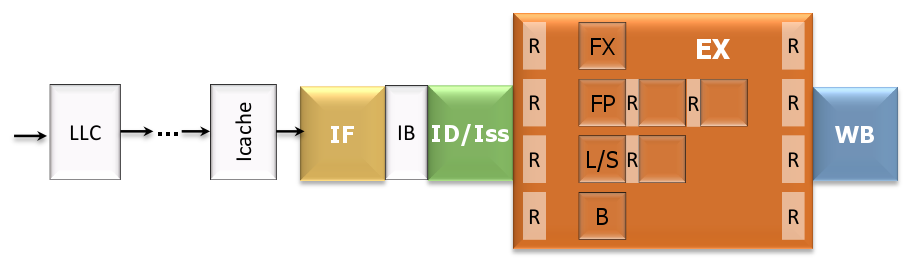 LLC
...
Icache
IF
IB
ID/Iss
EX
R
FX
R
R
FP
R
R
R
R
L/S
R
R
R
B
R
WB